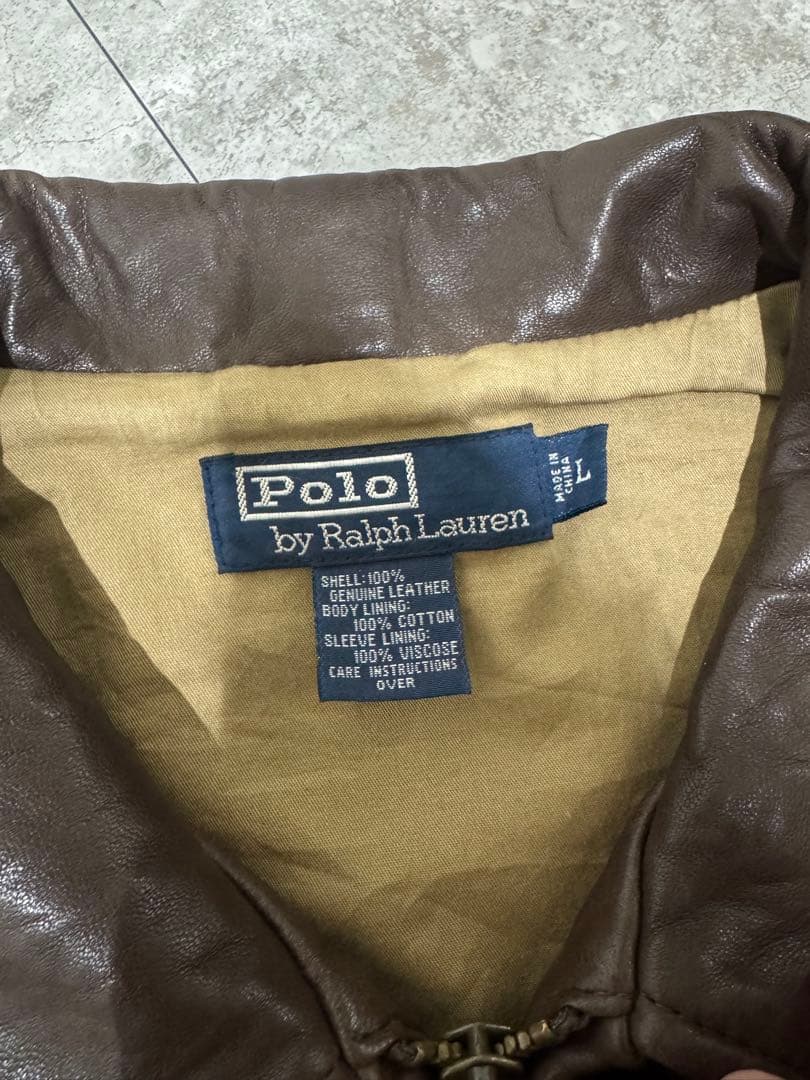 Polo
by Ralph Lauren
MADE IN
CHINA
L
SHELL: 100%
GENUINE LEATHER
BODY LINING:
100% COTTON
SLEEVE LINING:
100% VISCOSE
CARE INSTRUCTIONS
OVER